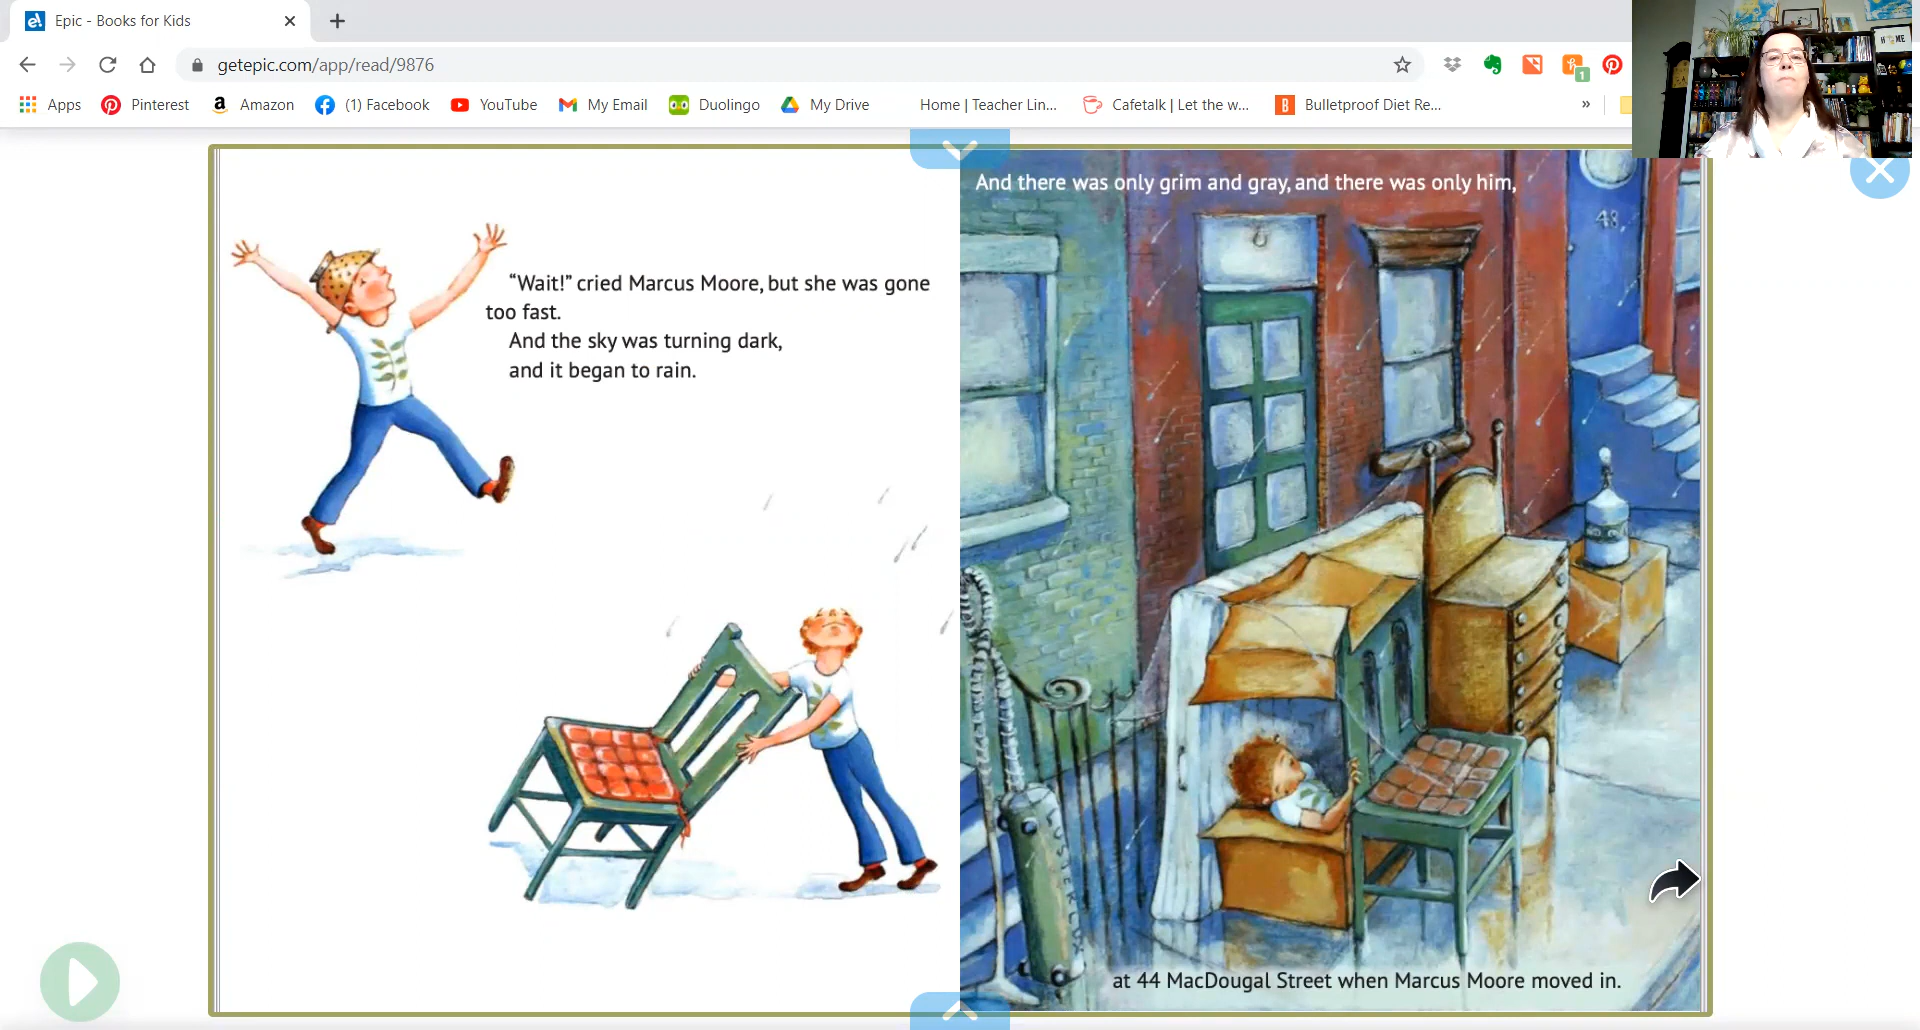 Epic - Books for Kids
getepic.com/app/read/9876
1
Apps Pinterest Amazon (1) Facebook YouTube My Email Duolingo My Drive Home | Teacher Lin... Cafetalk | Let the w... Bulletproof Diet Re... »
“Wait!” cried Marcus Moore, but she was gone
too fast.
And the sky was turning dark,
and it began to rain.
And there was only grim and gray, and there was only him,
48
at 44 MacDougal Street when Marcus Moore moved in.